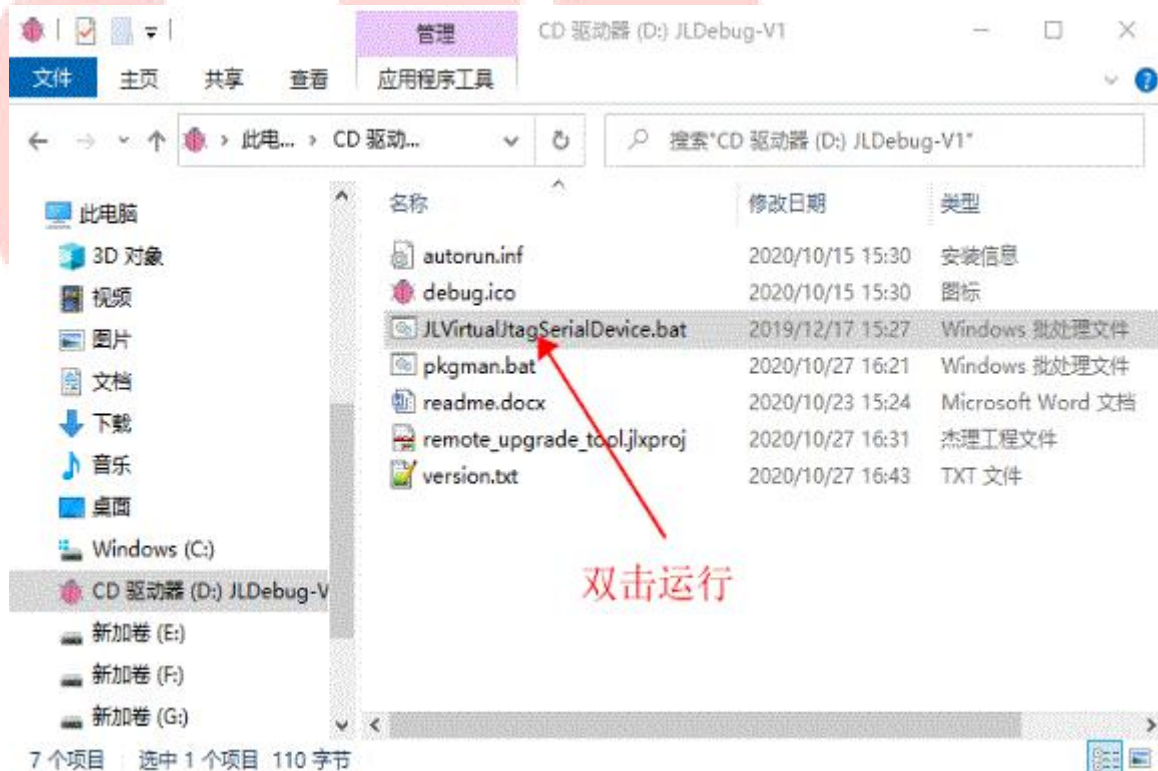 管理 CD 驱动器 (D:) JLDebug-V1
文件 主页 共享 查看 应用程序工具
此电... › CD 驱动... 搜索"CD 驱动器 (D:) JLDebug-V1"
此电脑
3D 对象
视频
图片
文档
下载
音乐
桌面
Windows (C:)
CD 驱动器 (D:) JLDebug-V
新加卷 (E:)
新加卷 (F:)
新加卷 (G:)
名称 修改日期 类型
autorun.inf 2020/10/15 15:30 安装信息
debug.ico 2020/10/15 15:30 图标
JLVirtualJtagSerialDevice.bat 2019/12/17 15:27 Windows 批处理文件
pkgman.bat 2020/10/27 16:21 Windows 批处理文件
readme.docx 2020/10/23 15:24 Microsoft Word 文档
remote_upgrade_tool.jlxproj 2020/10/27 16:31 杰理工程文件
version.txt 2020/10/27 16:43 TXT 文件
双击运行
7 个项目 选中 1 个项目 110 字节